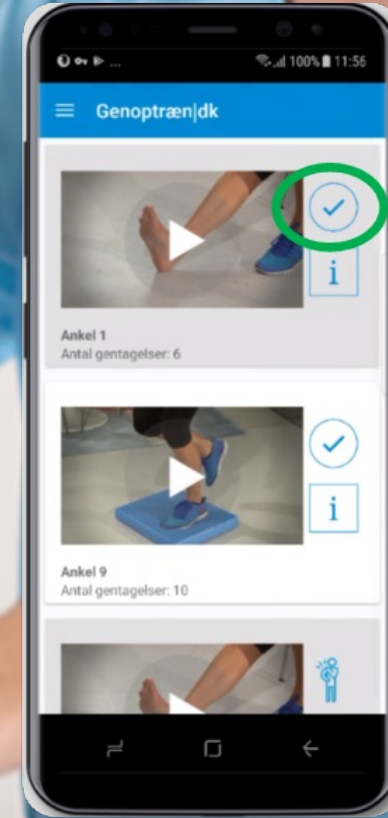 ... 100% 11:56
Genoptræn|dk
i
Ankel 1
Antal gentagelser: 6
i
Ankel 9
Antal gentagelser: 10